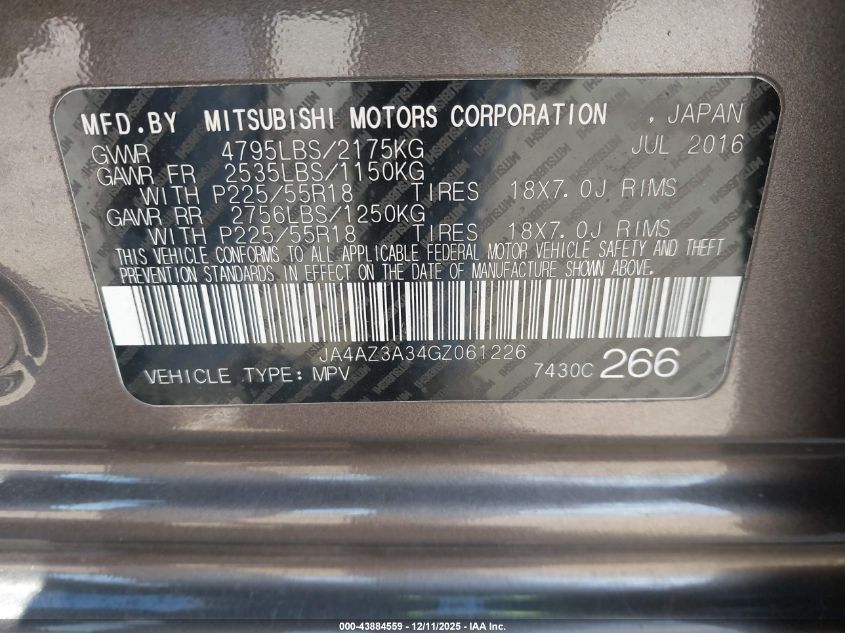 MFD.BY MITSUBISHI MOTORS CORPORATION , JAPAN
GVWR 4795LBS/2175KG JUL 2016
GAWR FR 2535LBS/1150KG
WITH P225/55R18 TIRES 18X7.0J RIMS
GAWR RR 2756LBS/1250KG
WITH P225/55R18 TIRES 18X7.0J RIMS
THIS VEHICLE CONFORMS TO ALL APPLICABLE FEDERAL MOTOR VEHICLE SAFETY AND THEFT
PREVENTION STANDARDS IN EFFECT ON THE DATE OF MANUFACTURE SHOWN ABOVE.
JA4AZ3A34GZ061226
VEHICLE TYPE: MPV 7430C 266
000-43884559 - 12/11/2025 - IAA Inc.